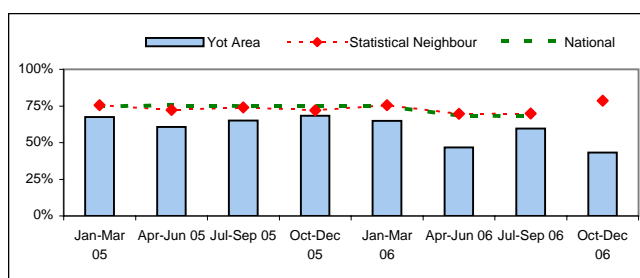 Yot Area Statistical Neighbour National
100%
75%
50%
25%
0%
Jan-Mar 05 Apr-Jun 05 Jul-Sep 05 Oct-Dec 05 Jan-Mar 06 Apr-Jun 06 Jul-Sep 06 Oct-Dec 06